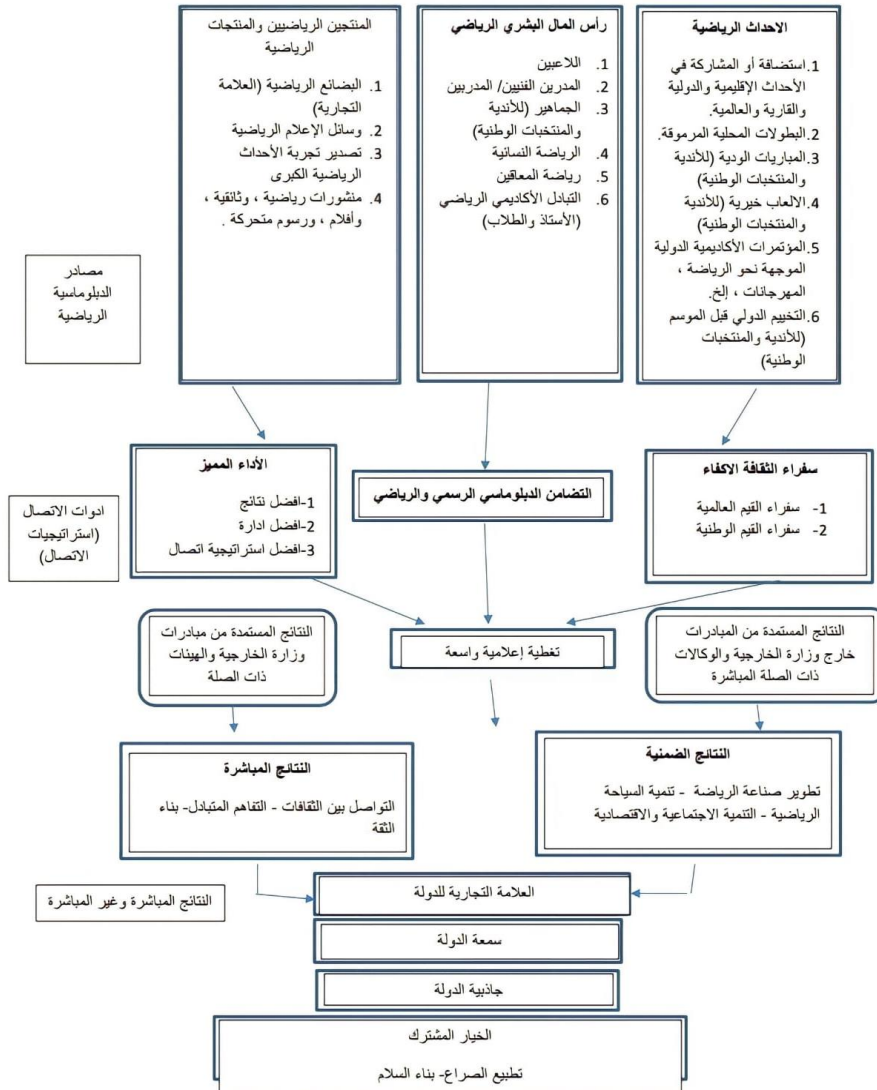 الاحداث الرياضية
1. استضافة أو المشاركة في
الأحداث الإقليمية والدولية
والقارية والعالمية.
2. البطولات المحلية المرموقة.
3. المباريات الودية (للأندية
والمنتخبات الوطنية)
4. الالعاب خيرية (للأندية
والمنتخبات الوطنية)
5. المؤتمرات الأكاديمية الدولية
الموجهة نحو الرياضة ،
المهرجانات ، إلخ.
6. التخييم الدولي قبل الموسم
(للأندية والمنتخبات
الوطنية)
رأس المال البشري الرياضي
1. اللاعبين
2. المدرين الفنيين/ المدربين
3. الجماهير (للأندية
والمنتخبات الوطنية)
4. الرياضة النسائية
5. رياضة المعاقين
6. التبادل الأكاديمي الرياضي
(الأستاذ والطلاب)
المنتجين الرياضيين والمنتجات
الرياضية
1. البضائع الرياضية (العلامة
التجارية)
2. وسائل الإعلام الرياضية
3. تصدير تجربة الأحداث
الرياضية الكبرى
4. منشورات رياضية ، وثائقية ،
وأفلام ، ورسوم متحركة .
مصادر
الدبلوماسية
الرياضية
سفراء الثقافة الاكفاء
1- سفراء القيم العالمية
2- سفراء القيم الوطنية
التضامن الدبلوماسي الرسمي والرياضي
الأداء المميز
1-افضل نتائج
2-افضل ادارة
3-افضل استراتيجية اتصال
ادوات الاتصال
(استراتيجيات
الاتصال)
النتائج المستمدة من المبادرات
خارج وزارة الخارجية والوكالات
ذات الصلة المباشرة
تغطية إعلامية واسعة
النتائج المستمدة من مبادرات
وزارة الخارجية والهيئات
ذات الصلة
النتائج الضمنية
تطوير صناعة الرياضة - تنمية السياحة
الرياضية - التنمية الاجتماعية والاقتصادية
النتائج المباشرة
التواصل بين الثقافات - التفاهم المتبادل- بناء
الثقة
النتائج المباشرة وغير المباشرة
العلامة التجارية للدولة
سمعة الدولة
جاذبية الدولة
الخيار المشترك
تطبيع الصراع- بناء السلام